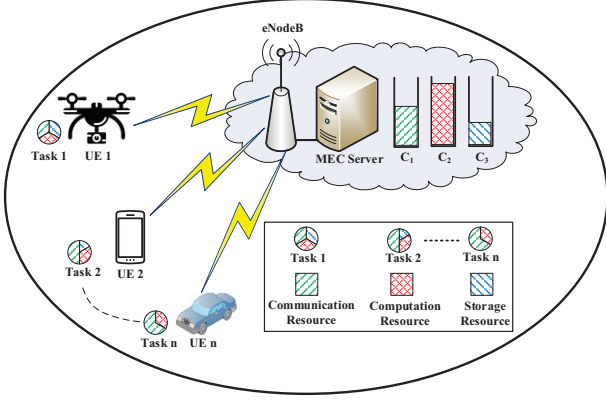 eNodeB
Task 1 UE 1
MEC Server C₁ C₂ C₃
Task 2 UE 2
Task n UE n
Task 1 Task 2 Task n
Communication Resource
Computation Resource
Storage Resource